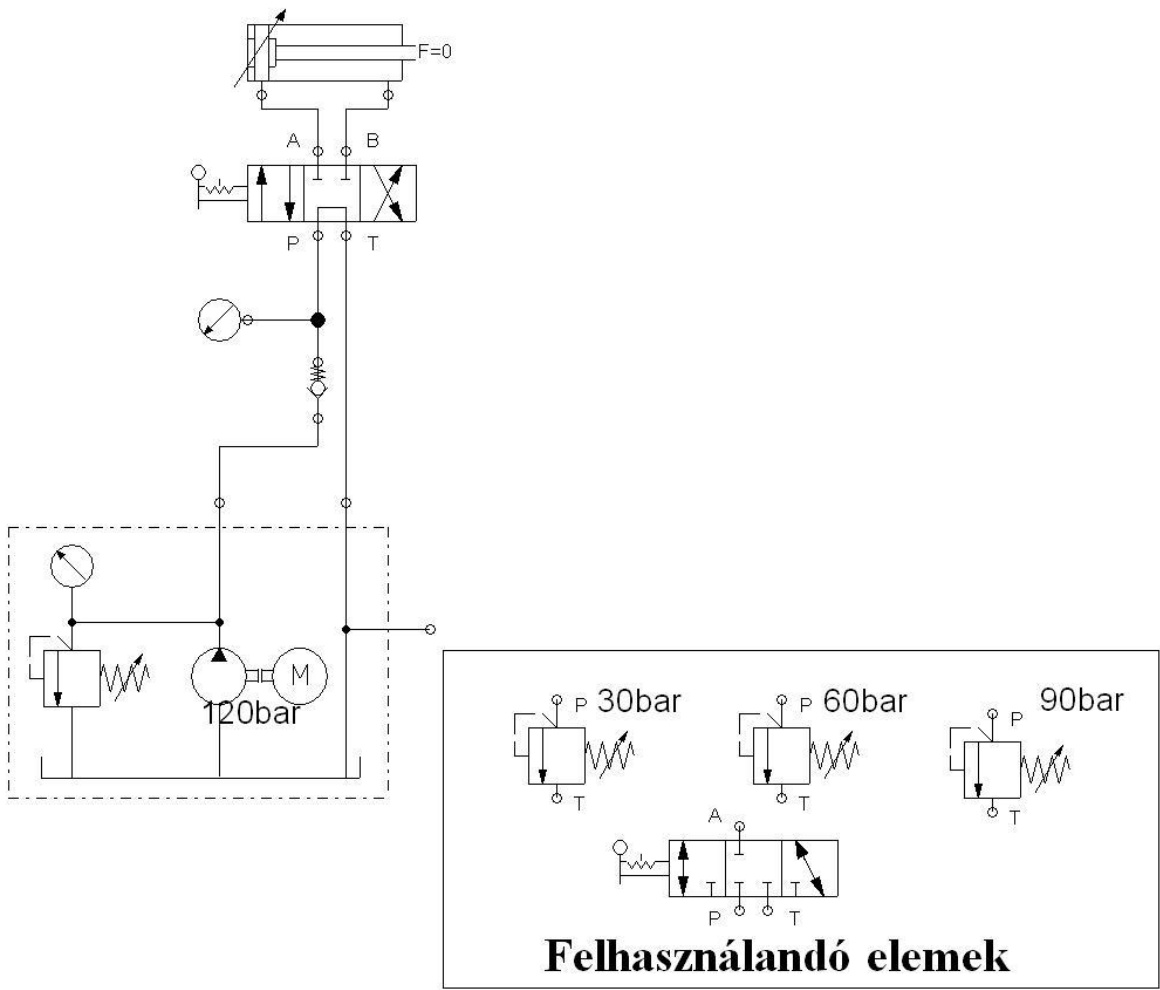 F=0
A B
P T
M
120bar
P 30bar
P 60bar
P 90bar
T
T
T
A
P T
Felhasználandó elemek